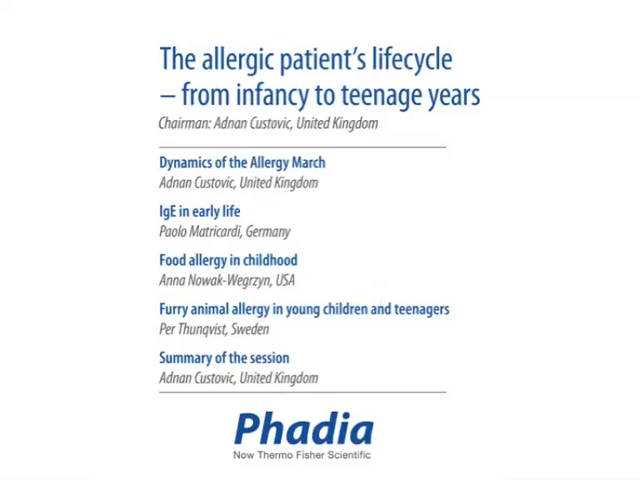 The allergic patient's lifecycle
– from infancy to teenage years
Chairman: Adnan Custovic, United Kingdom
Dynamics of the Allergy March
Adnan Custovic, United Kingdom
IgE in early life
Paolo Matricardi, Germany
Food allergy in childhood
Anna Nowak-Wegrzyn, USA
Furry animal allergy in young children and teenagers
Per Thunqvist, Sweden
Summary of the session
Adnan Custovic, United Kingdom
Phadia
Now Thermo Fisher Scientific